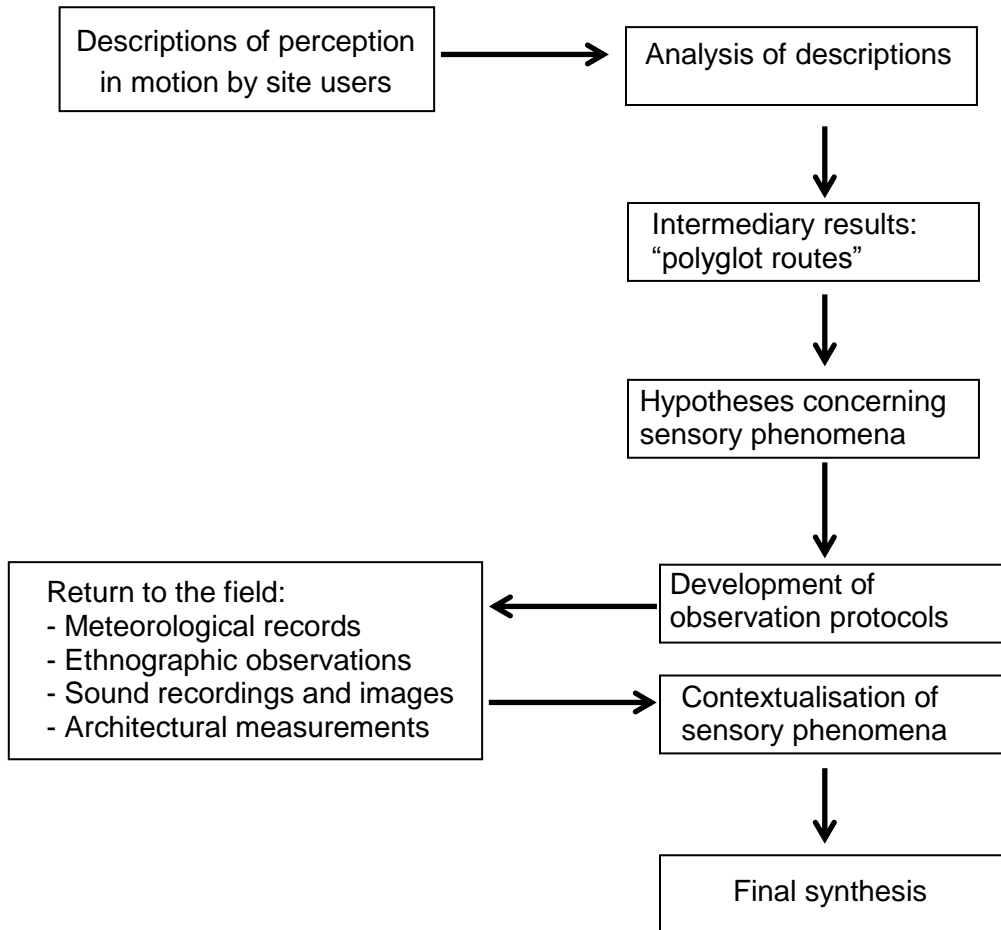 Descriptions of perception
in motion by site users
Analysis of descriptions
Intermediary results:
“polyglot routes”
Hypotheses concerning
sensory phenomena
Development of
observation protocols
Return to the field:
- Meteorological records
- Ethnographic observations
- Sound recordings and images
- Architectural measurements
Contextualisation of
sensory phenomena
Final synthesis